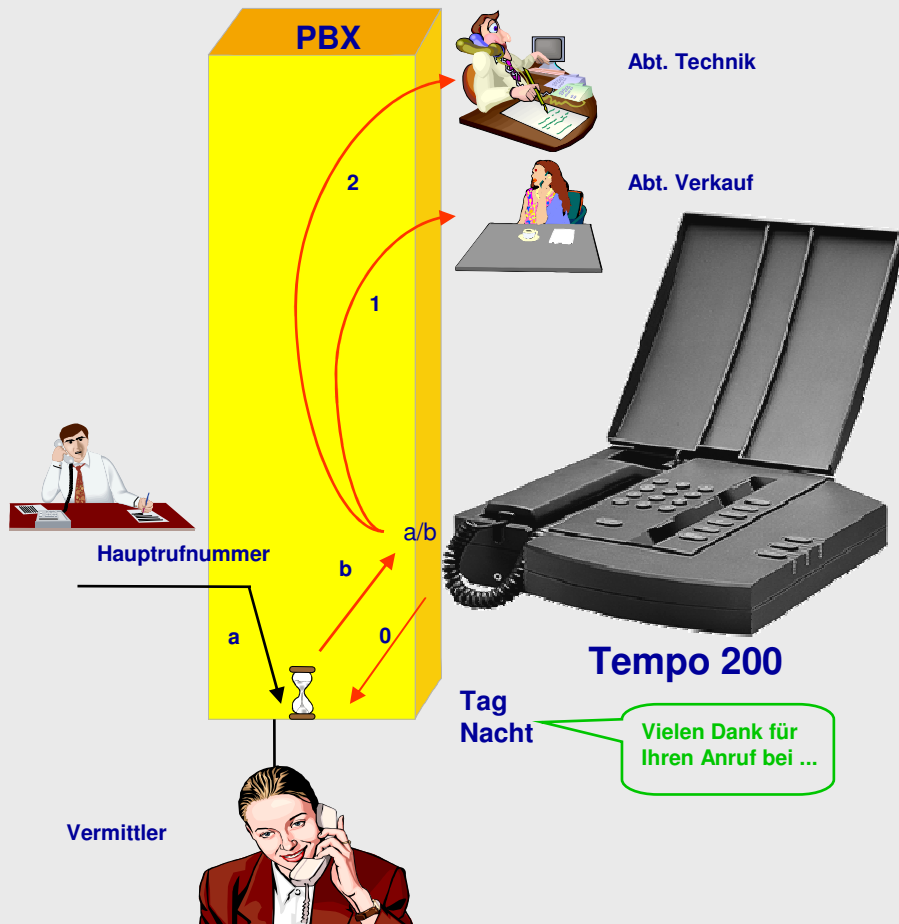 PBX
Abt. Technik
2
Abt. Verkauf
1
a/b
Hauptrufnummer
b
a
0
Tempo 200
Tag
Nacht
Vielen Dank für
Ihren Anruf bei ...
Vermittler